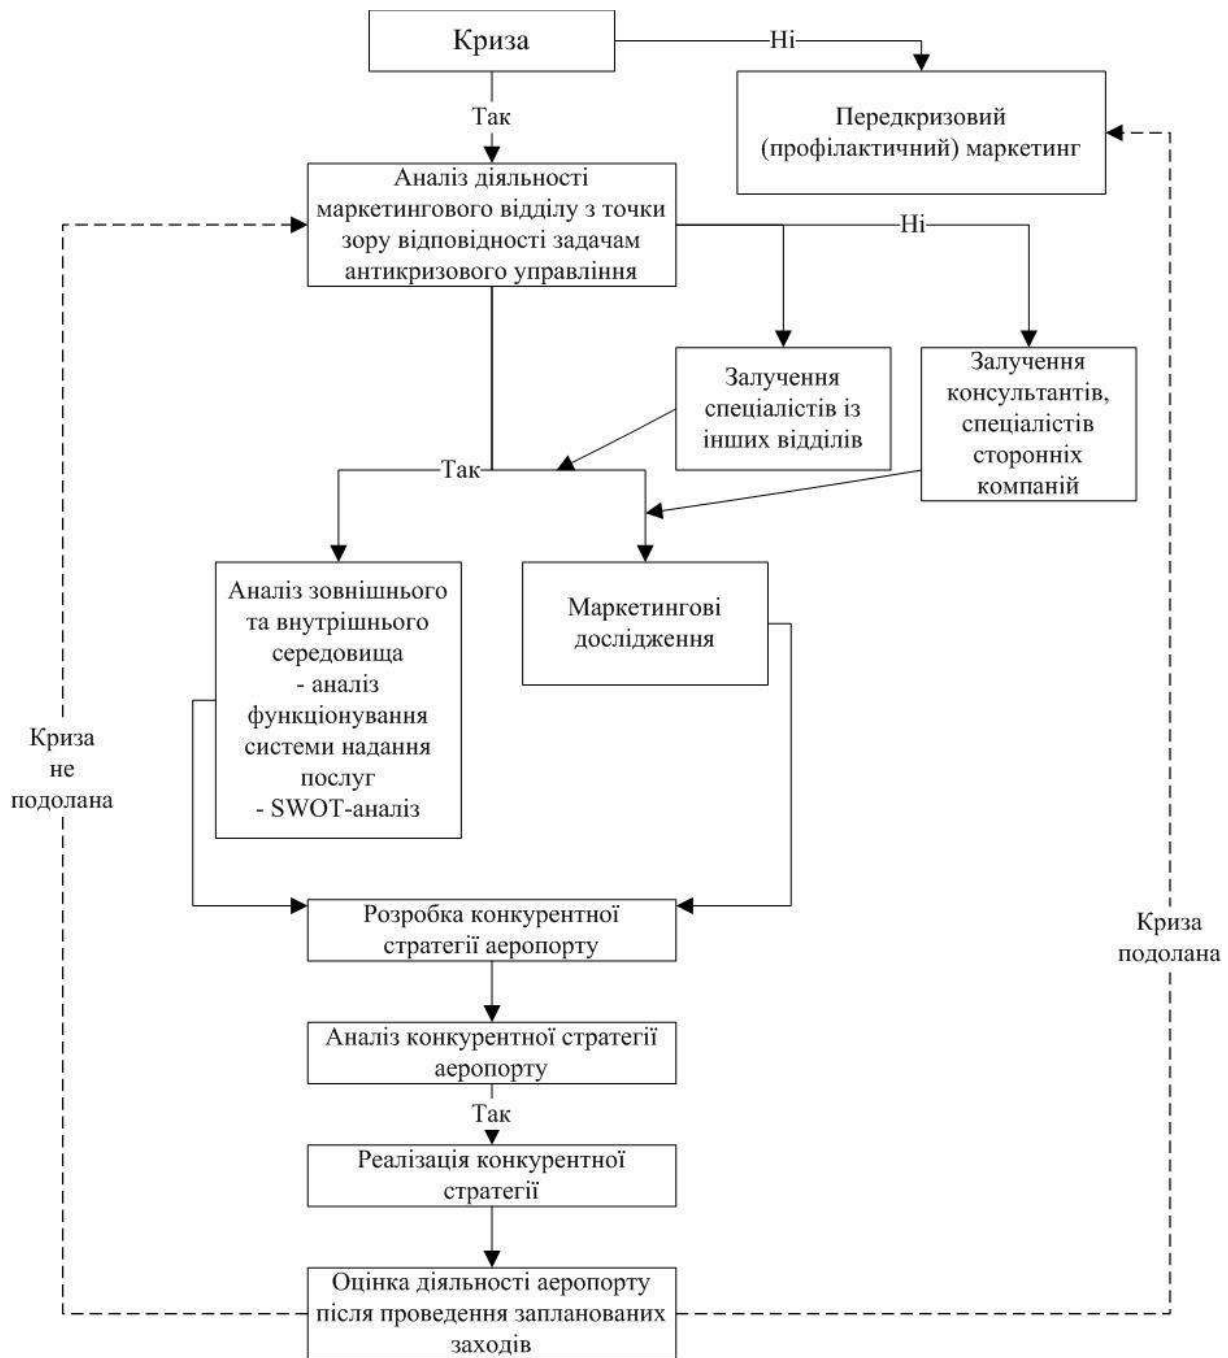 Криза
Ні
Передкризовий
(профілактичний) маркетинг
Так
Аналіз діяльності
маркетингового відділу з точки
зору відповідності задачам
антикризового управління
Ні
Залучення
спеціалістів із
інших відділів
Залучення
консультантів,
спеціалістів
сторонніх
компаній
Так
Аналіз зовнішнього
та внутрішнього
середовища
- аналіз
функціонування
системи надання
послуг
- SWOT-аналіз
Маркетингові
дослідження
Криза
не
подолана
Розробка конкурентної
стратегії аеропорту
Криза
подолана
Аналіз конкурентної стратегії
аеропорту
Так
Реалізація конкурентної
стратегії
Оцінка діяльності аеропорту
після проведення запланованих
заходів